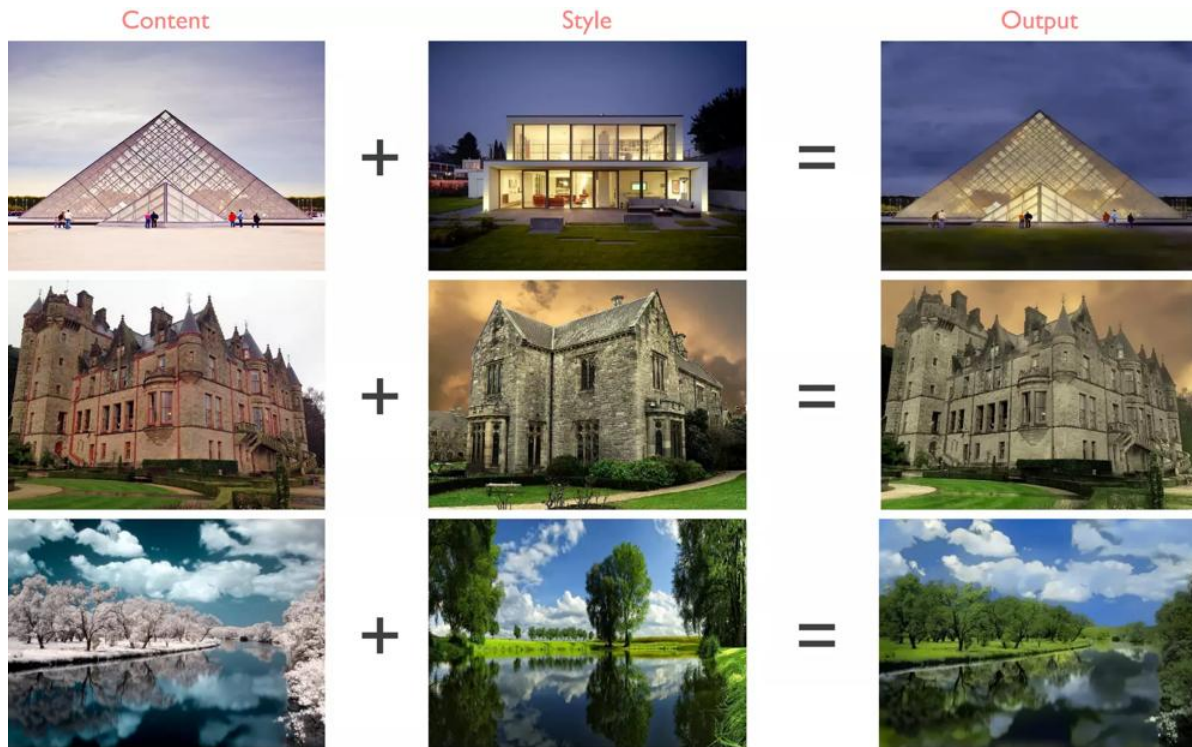 Content
Style
Output
+
=
+
=
+
=